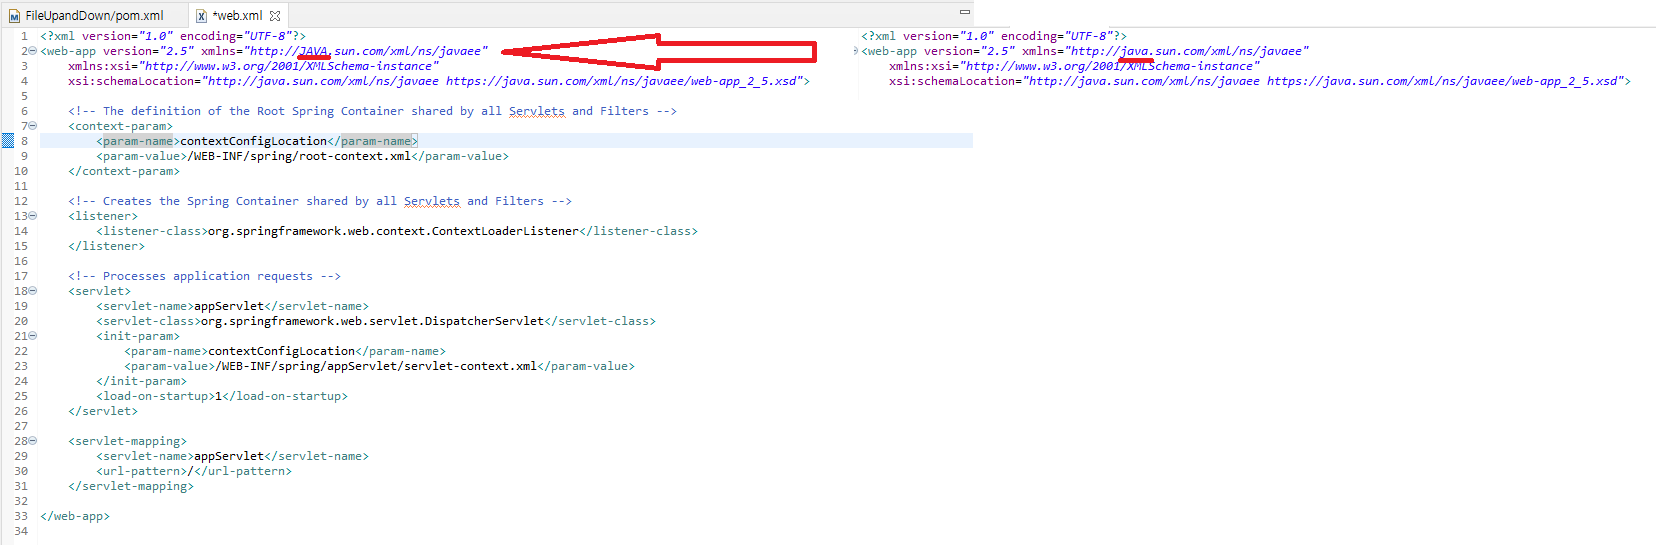 FileUpandDown/pom.xml
*web.xml
1 <?xml version="1.0" encoding="UTF-8"?>
2 <web-app version="2.5" xmlns="http://JAVA.sun.com/xml/ns/javaee"
3 xmlns:xsi="http://www.w3.org/2001/XMLSchema-instance"
4 xsi:schemaLocation="http://java.sun.com/xml/ns/javaee https://java.sun.com/xml/ns/javaee/web-app_2_5.xsd">
5
6 <!-- The definition of the Root Spring Container shared by all Servlets and Filters -->
7 <context-param>
8 <param-name>contextConfigLocation</param-name>
9 <param-value>/WEB-INF/spring/root-context.xml</param-value>
10 </context-param>
11
12 <!-- Creates the Spring Container shared by all Servlets and Filters -->
13 <listener>
14 <listener-class>org.springframework.web.context.ContextLoaderListener</listener-class>
15 </listener>
16
17 <!-- Processes application requests -->
18 <servlet>
19 <servlet-name>appServlet</servlet-name>
20 <servlet-class>org.springframework.web.servlet.DispatcherServlet</servlet-class>
21 <init-param>
22 <param-name>contextConfigLocation</param-name>
23 <param-value>/WEB-INF/spring/appServlet/servlet-context.xml</param-value>
24 </init-param>
25 <load-on-startup>1</load-on-startup>
26 </servlet>
27
28 <servlet-mapping>
29 <servlet-name>appServlet</servlet-name>
30 <url-pattern>/</url-pattern>
31 </servlet-mapping>
32
33 </web-app>
34
<?xml version="1.0" encoding="UTF-8"?>
<web-app version="2.5" xmlns="http://java.sun.com/xml/ns/javaee"
xmlns:xsi="http://www.w3.org/2001/XMLSchema-instance"
xsi:schemaLocation="http://java.sun.com/xml/ns/javaee https://java.sun.com/xml/ns/javaee/web-app_2_5.xsd">